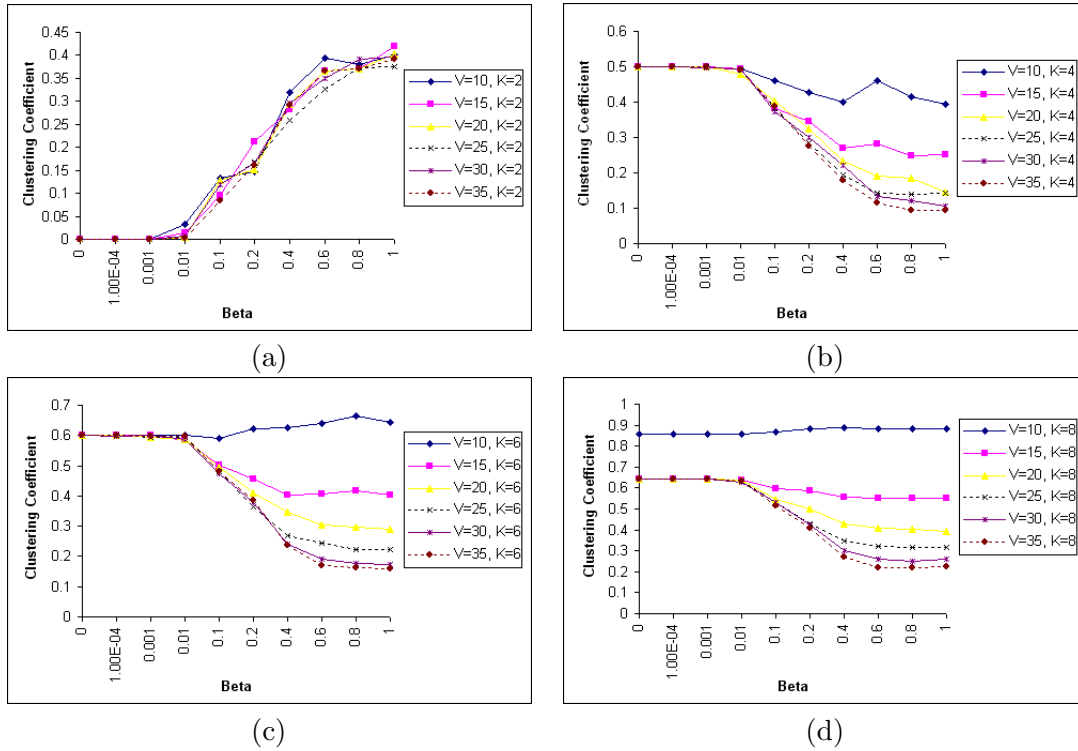 0.45
0.4
0.35
0.3
0.25
0.2
0.15
0.1
0.05
0
Clustering Coefficient
0
1.00E-04
0.001
0.01
0.1
0.2
0.4
0.6
0.8
1
Beta
V=10, K=2
V=15, K=2
V=20, K=2
V=25, K=2
V=30, K=2
V=35, K=2
(a)
0.6
0.5
0.4
0.3
0.2
0.1
0
Clustering Coefficient
0
1.00E-04
0.001
0.01
0.1
0.2
0.4
0.6
0.8
1
Beta
V=10, K=4
V=15, K=4
V=20, K=4
V=25, K=4
V=30, K=4
V=35, K=4
(b)
0.7
0.6
0.5
0.4
0.3
0.2
0.1
0
Clustering Coefficient
0
1.00E-04
0.001
0.01
0.1
0.2
0.4
0.6
0.8
1
Beta
V=10, K=6
V=15, K=6
V=20, K=6
V=25, K=6
V=30, K=6
V=35, K=6
(c)
1
0.9
0.8
0.7
0.6
0.5
0.4
0.3
0.2
0.1
0
Clustering Coefficient
0
1.00E-04
0.001
0.01
0.1
0.2
0.4
0.6
0.8
1
Beta
V=10, K=8
V=15, K=8
V=20, K=8
V=25, K=8
V=30, K=8
V=35, K=8
(d)